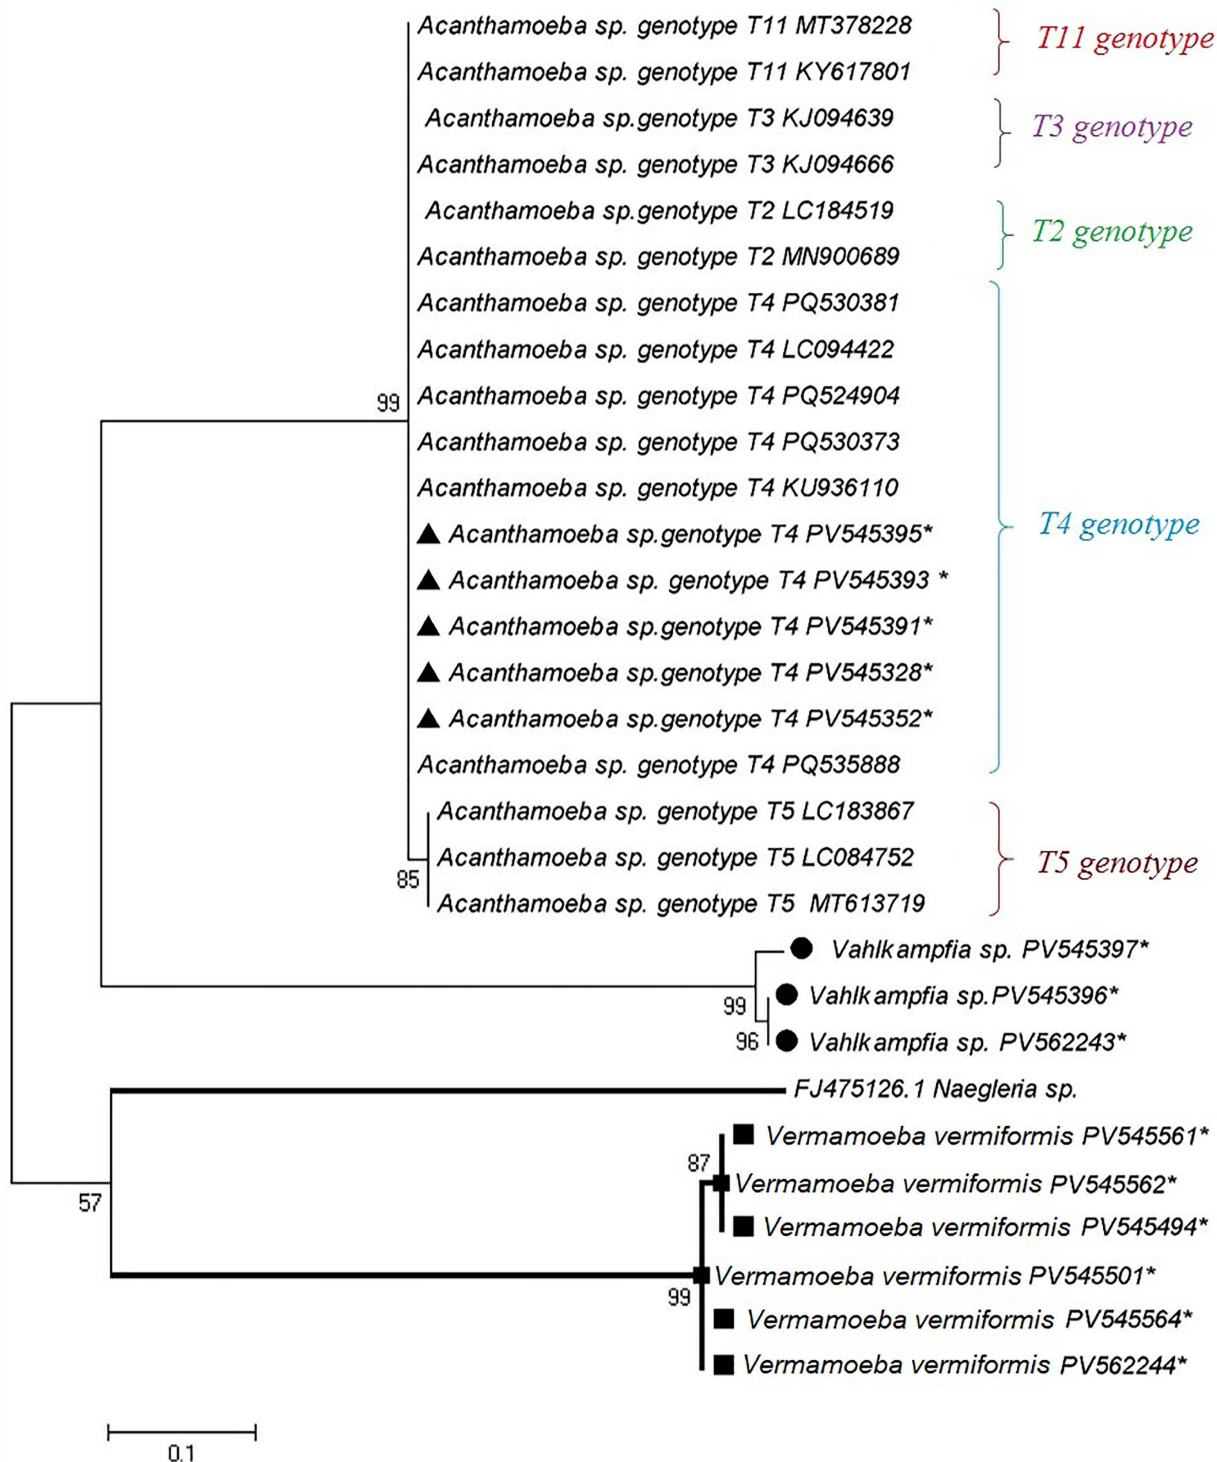 Acanthamoeba sp. genotype T11 MT378228
T11 genotype
Acanthamoeba sp. genotype T11 KY617801
Acanthamoeba sp.genotype T3 KJ094639
T3 genotype
Acanthamoeba sp. genotype T3 KJ094666
Acanthamoeba sp.genotype T2 LC184519
T2 genotype
Acanthamoeba sp. genotype T2 MN900689
Acanthamoeba sp. genotype T4 PQ530381
Acanthamoeba sp. genotype T4 LC094422
99
Acanthamoeba sp. genotype T4 PQ524904
Acanthamoeba sp. genotype T4 PQ530373
Acanthamoeba sp. genotype T4 KU936110
Acanthamoeba sp.genotype T4 PV545395*
T4 genotype
Acanthamoeba sp. genotype T4 PV545393 *
Acanthamoeba sp.genotype T4 PV545391*
Acanthamoeba sp.genotype T4 PV545328*
Acanthamoeba sp.genotype T4 PV545352*
Acanthamoeba sp. genotype T4 PQ535888
Acanthamoeba sp. genotype T5 LC183867
Acanthamoeba sp. genotype T5 LC084752
T5 genotype
85
Acanthamoeba sp. genotype T5 MT613719
Vahlkampfia sp. PV545397*
99
Vahlkampfia sp.PV545396*
96
Vahlkampfia sp. PV562243*
FJ475126.1 Naegleria sp.
Vermamoeba vermiformis PV545561*
87
Vermamoeba vermiformis PV545562*
57
Vermamoeba vermiformis PV545494*
Vermamoeba vermiformis PV545501*
99
Vermamoeba vermiformis PV545564*
Vermamoeba vermiformis PV562244*
0.1